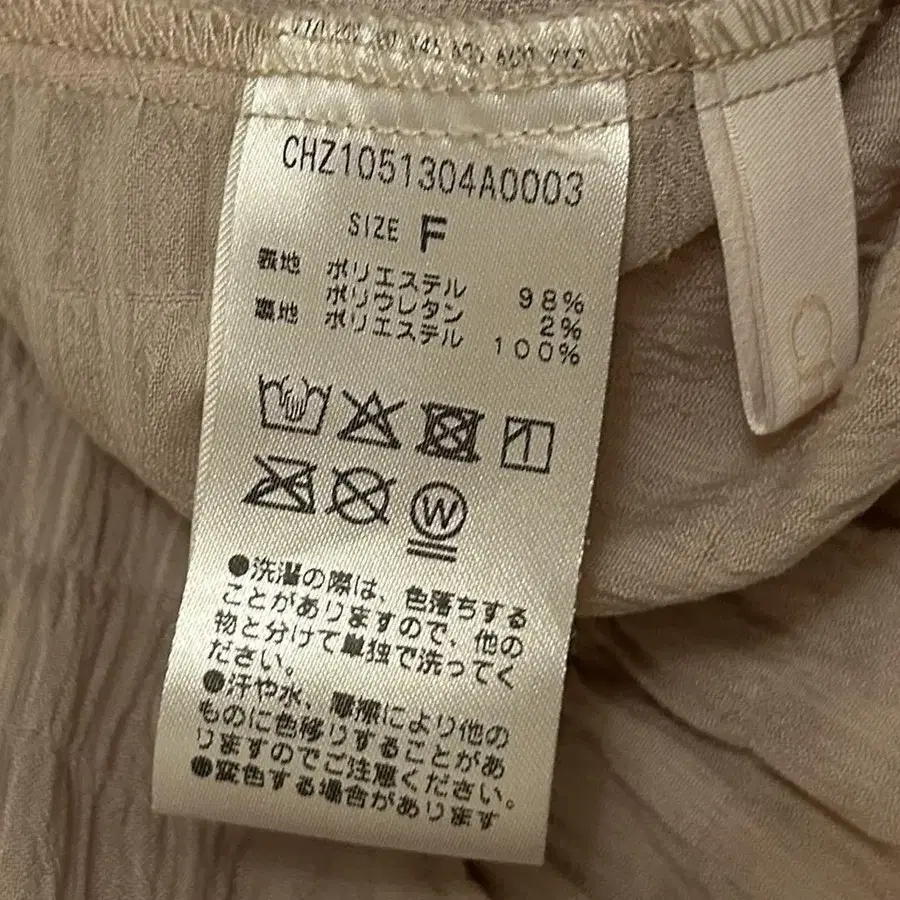 CHZ1051304A0003
SIZE F
表地 ポリエステル 98%
ポリウレタン 2%
裏地 ポリエステル 100%
W
●洗濯の際は、色落ちする
ことがありますので、他の
物と分けて単独で洗ってく
ださい。
●汗や水、摩擦により他の
ものに色移りすることがあ
りますのでご注意ください。
●変色する場合があります